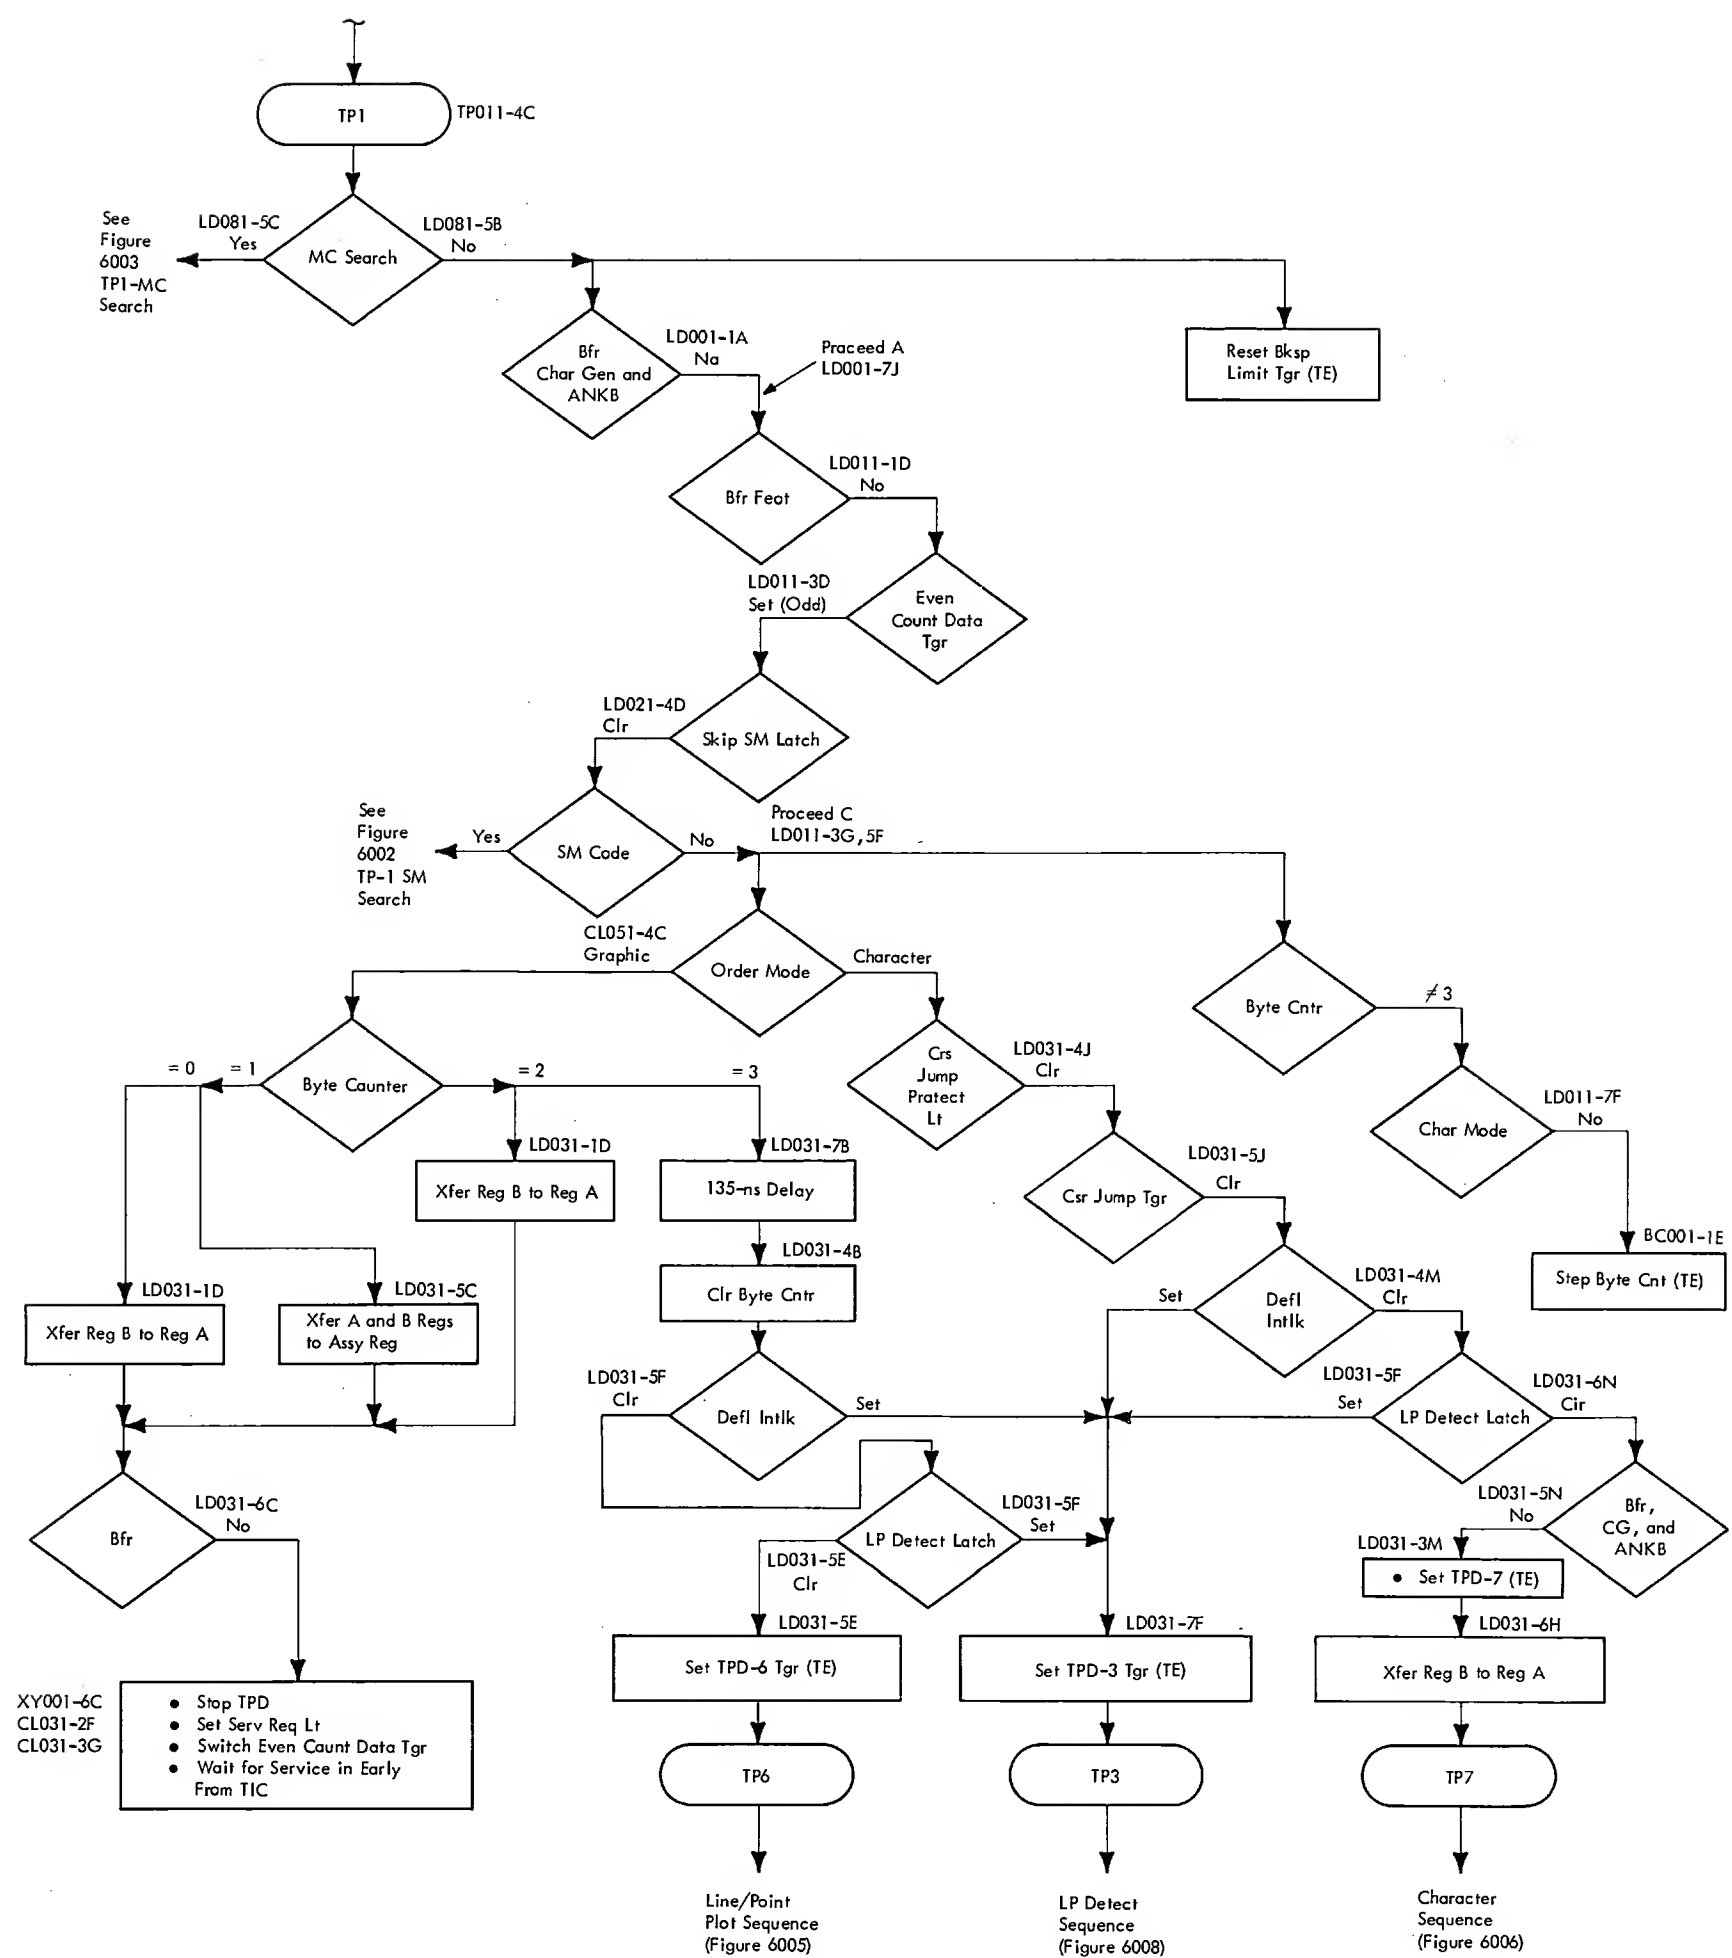 TP1
TP011-4C
See
Figure
6003
TP1-MC
Search
LD081-5C
Yes
MC Search
LD081-5B
No
Bfr
Char Gen and
ANKB
LD001-1A
Na
Praceed A
LD001-7J
Reset Bksp
Limit Tgr (TE)
Bfr Feot
LD011-1D
No
LD011-3D
Set (Odd)
Even
Count Data
Tgr
LD021-4D
Clr
Skip SM Latch
See
Figure
6002
TP-1 SM
Search
Yes
SM Code
No
Proceed C
LD011-3G,5F
CL051-4C
Graphic
Order Mode
Character
Byte Cntr
≠ 3
= 0
= 1
Byte Caunter
= 2
= 3
Crs
Jump
Pratect
Lt
LD031-4J
Clr
Char Mode
LD011-7F
No
LD031-1D
Xfer Reg B to Reg A
LD031-7B
135-ns Delay
Csr Jump Tgr
LD031-5J
Clr
BC001-1E
Step Byte Cnt (TE)
LD031-4B
Clr Byte Cntr
LD031-1D
Xfer Reg B to Reg A
LD031-5C
Xfer A and B Regs
to Assy Reg
Set
Defl
Intlk
LD031-4M
Clr
LD031-5F
Clr
Defl Intlk
Set
LD031-5F
Set
LP Detect Latch
LD031-6N
Cir
Bfr
LD031-6C
No
LP Detect Latch
LD031-5F
Set
LD031-5E
Clr
LD031-5N
No
Bfr,
CG, and
ANKB
LD031-3M
• Set TPD-7 (TE)
LD031-5E
Set TPD-6 Tgr (TE)
LD031-7F
Set TPD-3 Tgr (TE)
LD031-6H
Xfer Reg B to Reg A
XY001-6C
CL031-2F
CL031-3G
• Stop TPD
• Set Serv Req Lt
• Switch Even Caunt Data Tgr
• Wait for Service in Early
From TIC
TP6
TP3
TP7
Line/Point
Plot Sequence
(Figure 6005)
LP Detect
Sequence
(Figure 6008)
Character
Sequence
(Figure 6006)